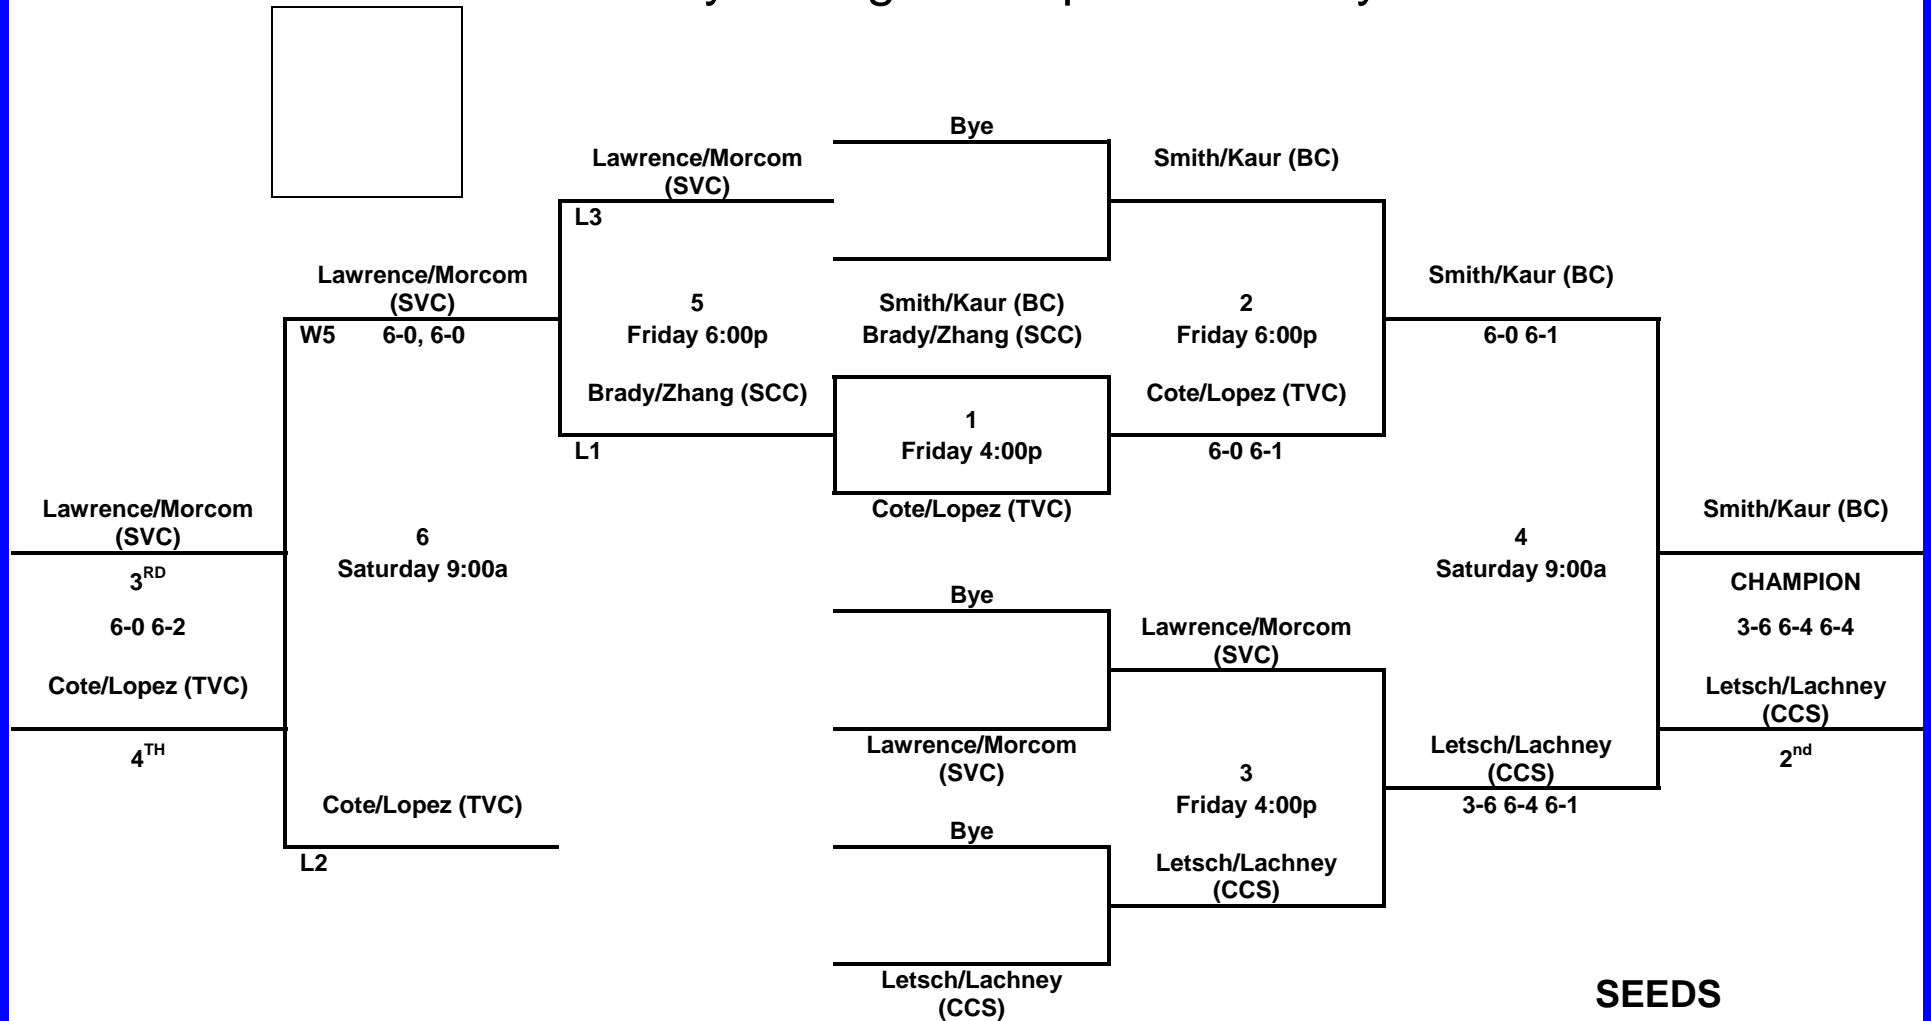 Bye
Lawrence/Morcom
(SVC)
Smith/Kaur (BC)
L3
Lawrence/Morcom
(SVC)
Smith/Kaur (BC)
5
Smith/Kaur (BC)
2
W5 6-0, 6-0
Friday 6:00p
Brady/Zhang (SCC)
Friday 6:00p
6-0 6-1
Brady/Zhang (SCC)
Cote/Lopez (TVC)
1
L1
Friday 4:00p
6-0 6-1
Lawrence/Morcom
(SVC)
Cote/Lopez (TVC)
Smith/Kaur (BC)
6
4
3RD
Saturday 9:00a
Saturday 9:00a
CHAMPION
Bye
6-0 6-2
Lawrence/Morcom
(SVC)
3-6 6-4 6-4
Cote/Lopez (TVC)
Letsch/Lachney
(CCS)
4TH
Lawrence/Morcom
(SVC)
3
Letsch/Lachney
(CCS)
2nd
Cote/Lopez (TVC)
Friday 4:00p
3-6 6-4 6-1
Bye
L2
Letsch/Lachney
(CCS)
Letsch/Lachney
(CCS)
SEEDS